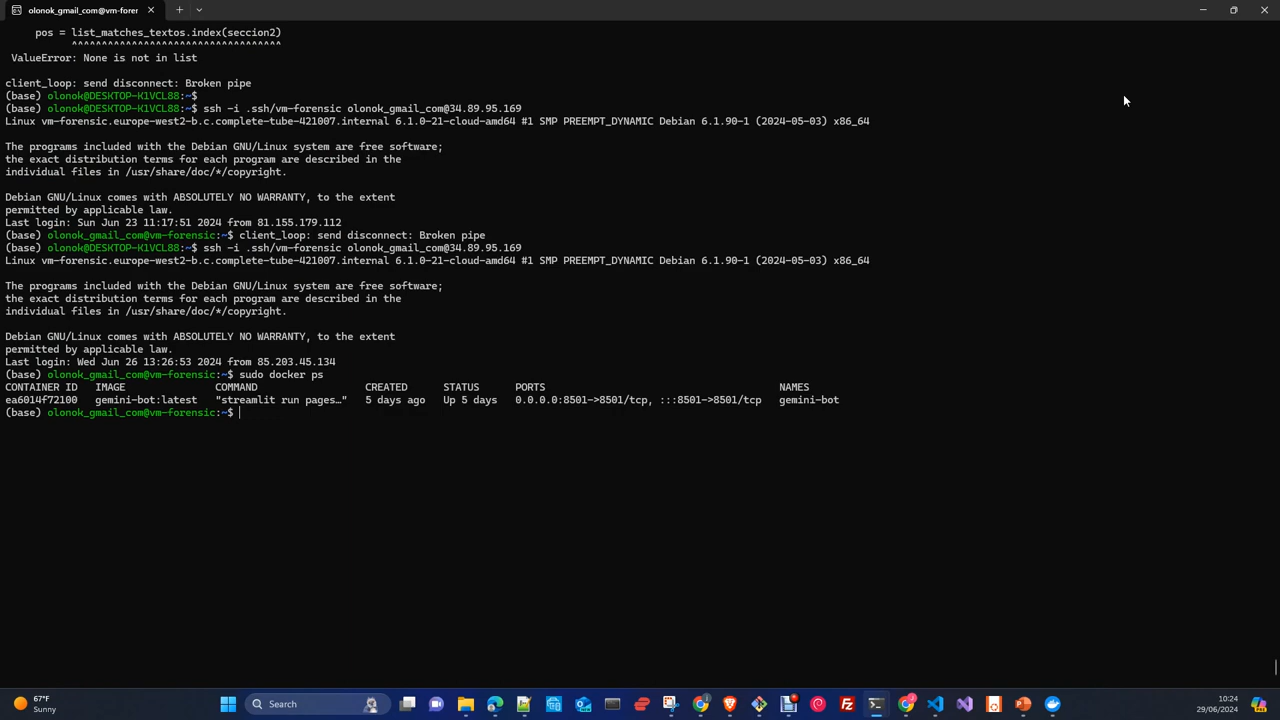 olonok_gmail_com@vm-foren
pos = list_matches_textos.index(seccion2)
^^^^^^^^^^^^^^^^^^^^^^^^^^^^^^^^^^^
ValueError: None is not in list
client_loop: send disconnect: Broken pipe
(base) olonok@DESKTOP-K1VCL88:~$
(base) olonok@DESKTOP-K1VCL88:~$ ssh -i .ssh/vm-forensic olonok_gmail_com@34.89.95.169
Linux vm-forensic.europe-west2-b.c.complete-tube-421007.internal 6.1.0-21-cloud-amd64 #1 SMP PREEMPT_DYNAMIC Debian 6.1.90-1 (2024-05-03) x86_64
The programs included with the Debian GNU/Linux system are free software;
the exact distribution terms for each program are described in the
individual files in /usr/share/doc/*/copyright.
Debian GNU/Linux comes with ABSOLUTELY NO WARRANTY, to the extent
permitted by applicable law.
Last login: Sun Jun 23 11:17:51 2024 from 81.155.179.112
(base) olonok_gmail_com@vm-forensic:~$ client_loop: send disconnect: Broken pipe
(base) olonok@DESKTOP-K1VCL88:~$ ssh -i .ssh/vm-forensic olonok_gmail_com@34.89.95.169
Linux vm-forensic.europe-west2-b.c.complete-tube-421007.internal 6.1.0-21-cloud-amd64 #1 SMP PREEMPT_DYNAMIC Debian 6.1.90-1 (2024-05-03) x86_64
The programs included with the Debian GNU/Linux system are free software;
the exact distribution terms for each program are described in the
individual files in /usr/share/doc/*/copyright.
Debian GNU/Linux comes with ABSOLUTELY NO WARRANTY, to the extent
permitted by applicable law.
Last login: Wed Jun 26 13:26:53 2024 from 85.203.45.134
(base) olonok_gmail_com@vm-forensic:~$ sudo docker ps
CONTAINER ID IMAGE COMMAND CREATED STATUS PORTS NAMES
ea6014f72100 gemini-bot:latest "streamlit run pages…" 5 days ago Up 5 days 0.0.0.0:8501->8501/tcp, :::8501->8501/tcp gemini-bot
(base) olonok_gmail_com@vm-forensic:~$
67°F
Sunny
Search
10:24
29/06/2024